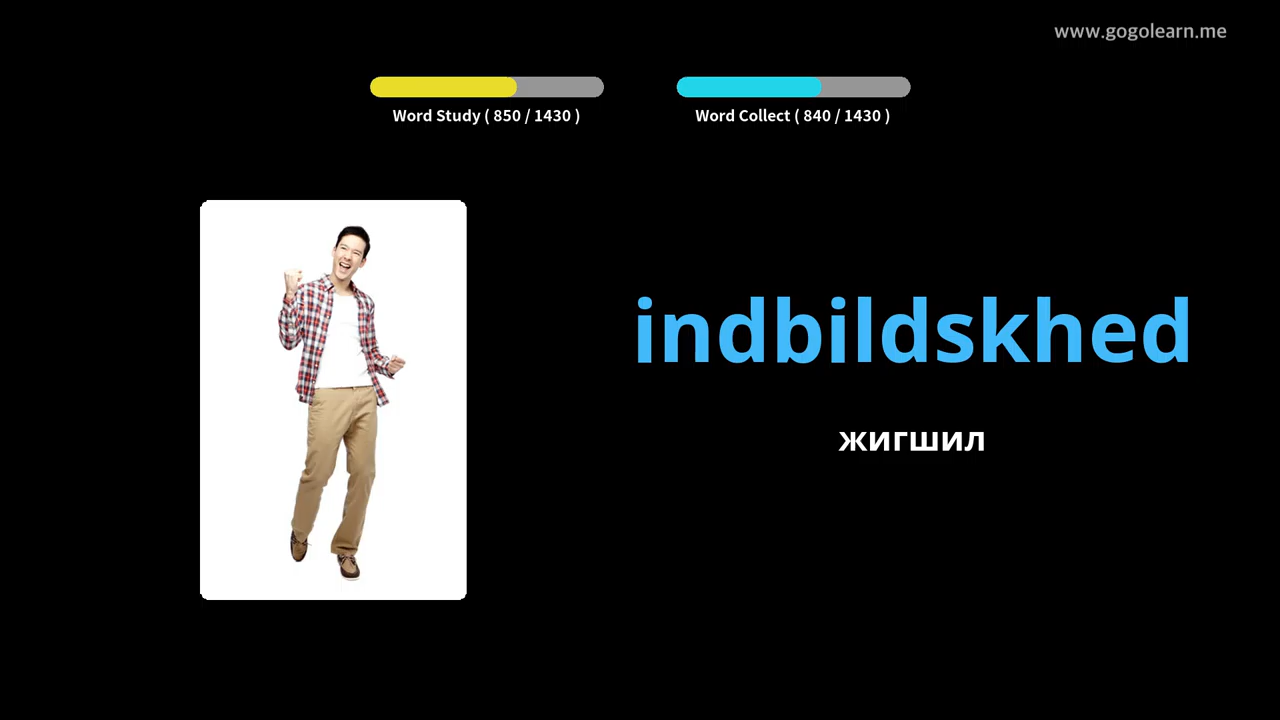 www.gogolearn.me
Word Study ( 850 / 1430 )
Word Collect ( 840 / 1430 )
indbildskhed
жигшил